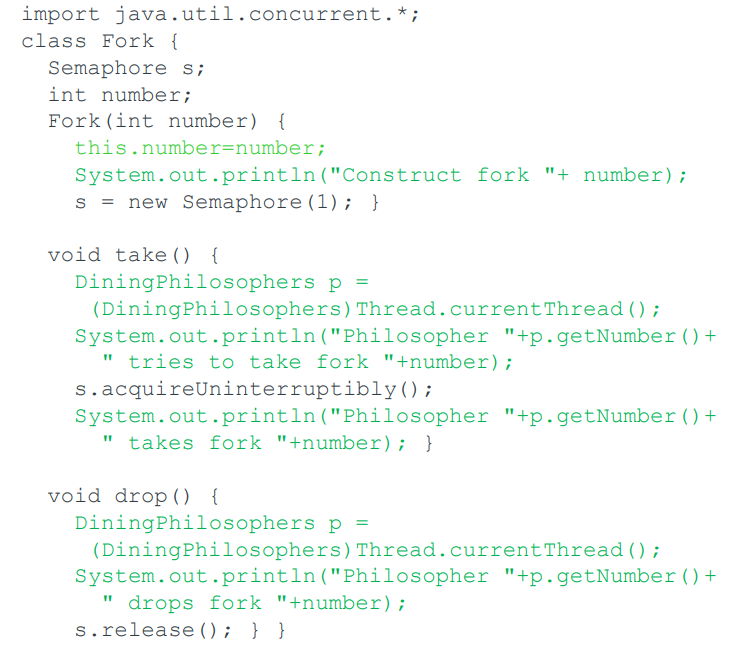 import java.util.concurrent.*;
class Fork {
  Semaphore s;
  int number;
  Fork(int number) {
    this.number=number;
    System.out.println("Construct fork "+ number);
    s = new Semaphore(1); }

  void take() {
    DiningPhilosophers p =
     (DiningPhilosophers)Thread.currentThread();
    System.out.println("Philosopher "+p.getNumber()+
      " tries to take fork "+number);
    s.acquireUninterruptibly();
    System.out.println("Philosopher "+p.getNumber()+
      " takes fork "+number); }

  void drop() {
    DiningPhilosophers p =
     (DiningPhilosophers)Thread.currentThread();
    System.out.println("Philosopher "+p.getNumber()+
      " drops fork "+number);
    s.release(); } }